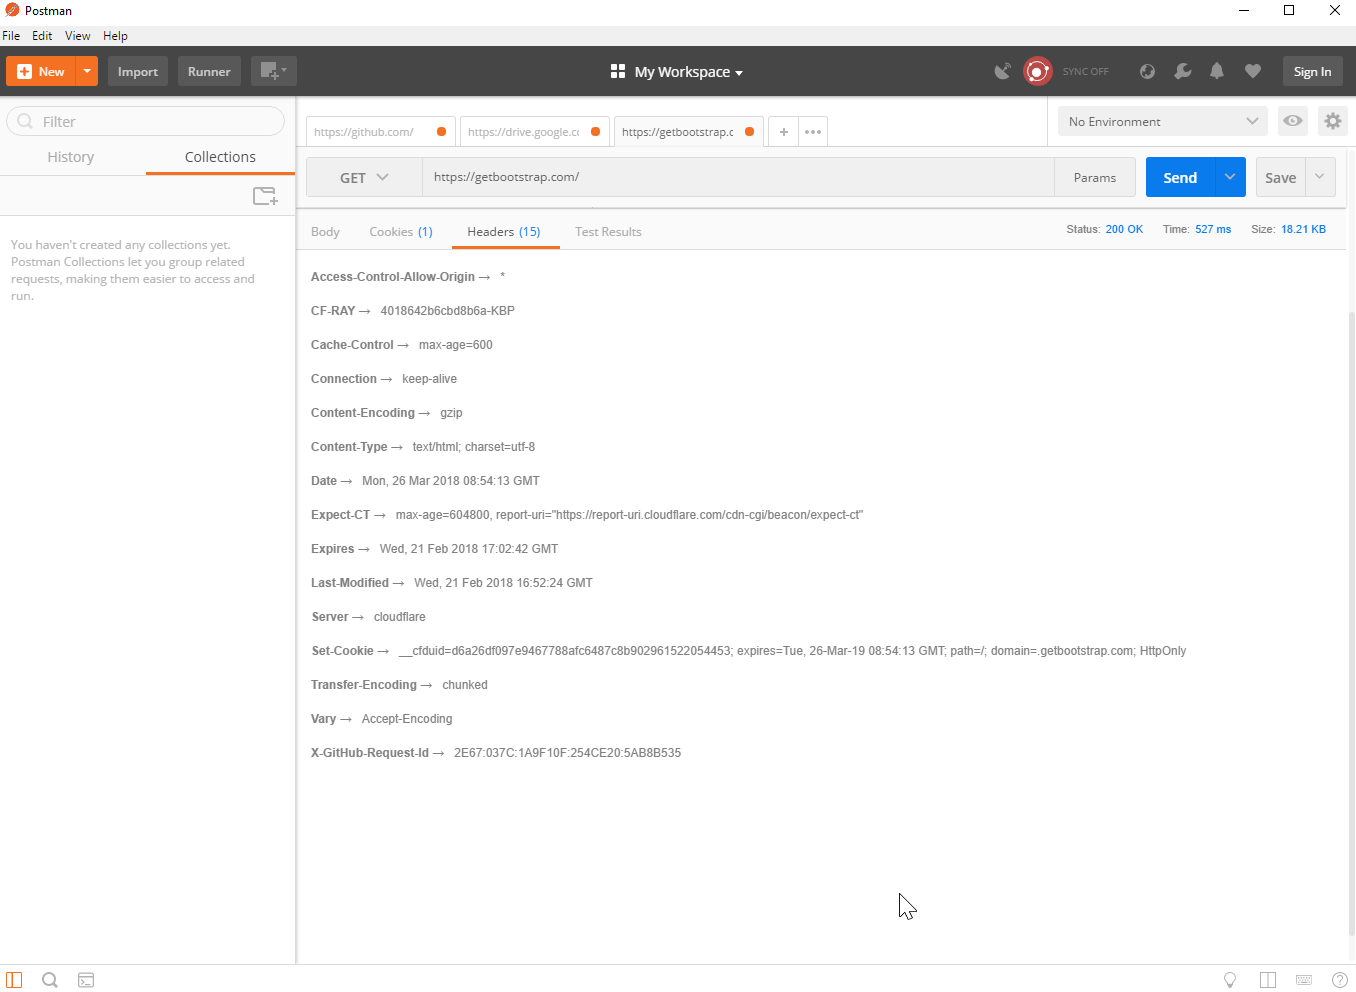 Postman
File Edit View Help
New Import Runner My Workspace SYNC OFF Sign In
Filter
History Collections
You haven't created any collections yet.
Postman Collections let you group related
requests, making them easier to access and
run.
https://github.com/ https://drive.google.cc https://getbootstrap.c + ••• No Environment
GET https://getbootstrap.com/ Params Send Save
Body Cookies (1) Headers (15) Test Results Status: 200 OK Time: 527 ms Size: 18.21 KB
Access-Control-Allow-Origin → *
CF-RAY → 4018642b6cbd8b6a-KBP
Cache-Control → max-age=600
Connection → keep-alive
Content-Encoding → gzip
Content-Type → text/html; charset=utf-8
Date → Mon, 26 Mar 2018 08:54:13 GMT
Expect-CT → max-age=604800, report-uri="https://report-uri.cloudflare.com/cdn-cgi/beacon/expect-ct"
Expires → Wed, 21 Feb 2018 17:02:42 GMT
Last-Modified → Wed, 21 Feb 2018 16:52:24 GMT
Server → cloudflare
Set-Cookie → __cfduid=d6a26df097e9467788afc6487c8b902961522054453; expires=Tue, 26-Mar-19 08:54:13 GMT; path=/; domain=.getbootstrap.com; HttpOnly
Transfer-Encoding → chunked
Vary → Accept-Encoding
X-GitHub-Request-Id → 2E67:037C:1A9F10F:254CE20:5AB8B535